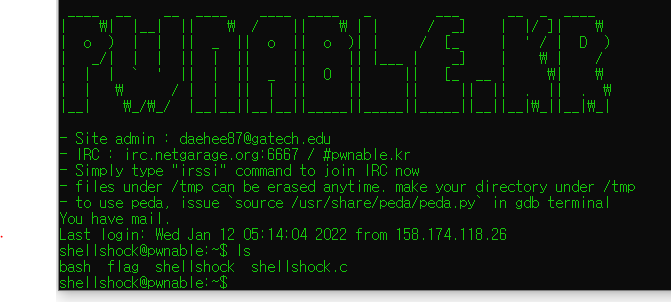 PWNABLE.KR
- Site admin : daehee87@gatech.edu
- IRC : irc.netgarage.org:6667 / #pwnable.kr
- Simply type "irssi" command to join IRC now
- files under /tmp can be erased anytime. make your directory under /tmp
- to use peda, issue `source /usr/share/peda/peda.py` in gdb terminal
You have mail.
Last login: Wed Jan 12 05:14:04 2022 from 158.174.118.26
shellshock@pwnable:~$ ls
bash  flag  shellshock  shellshock.c
shellshock@pwnable:~$